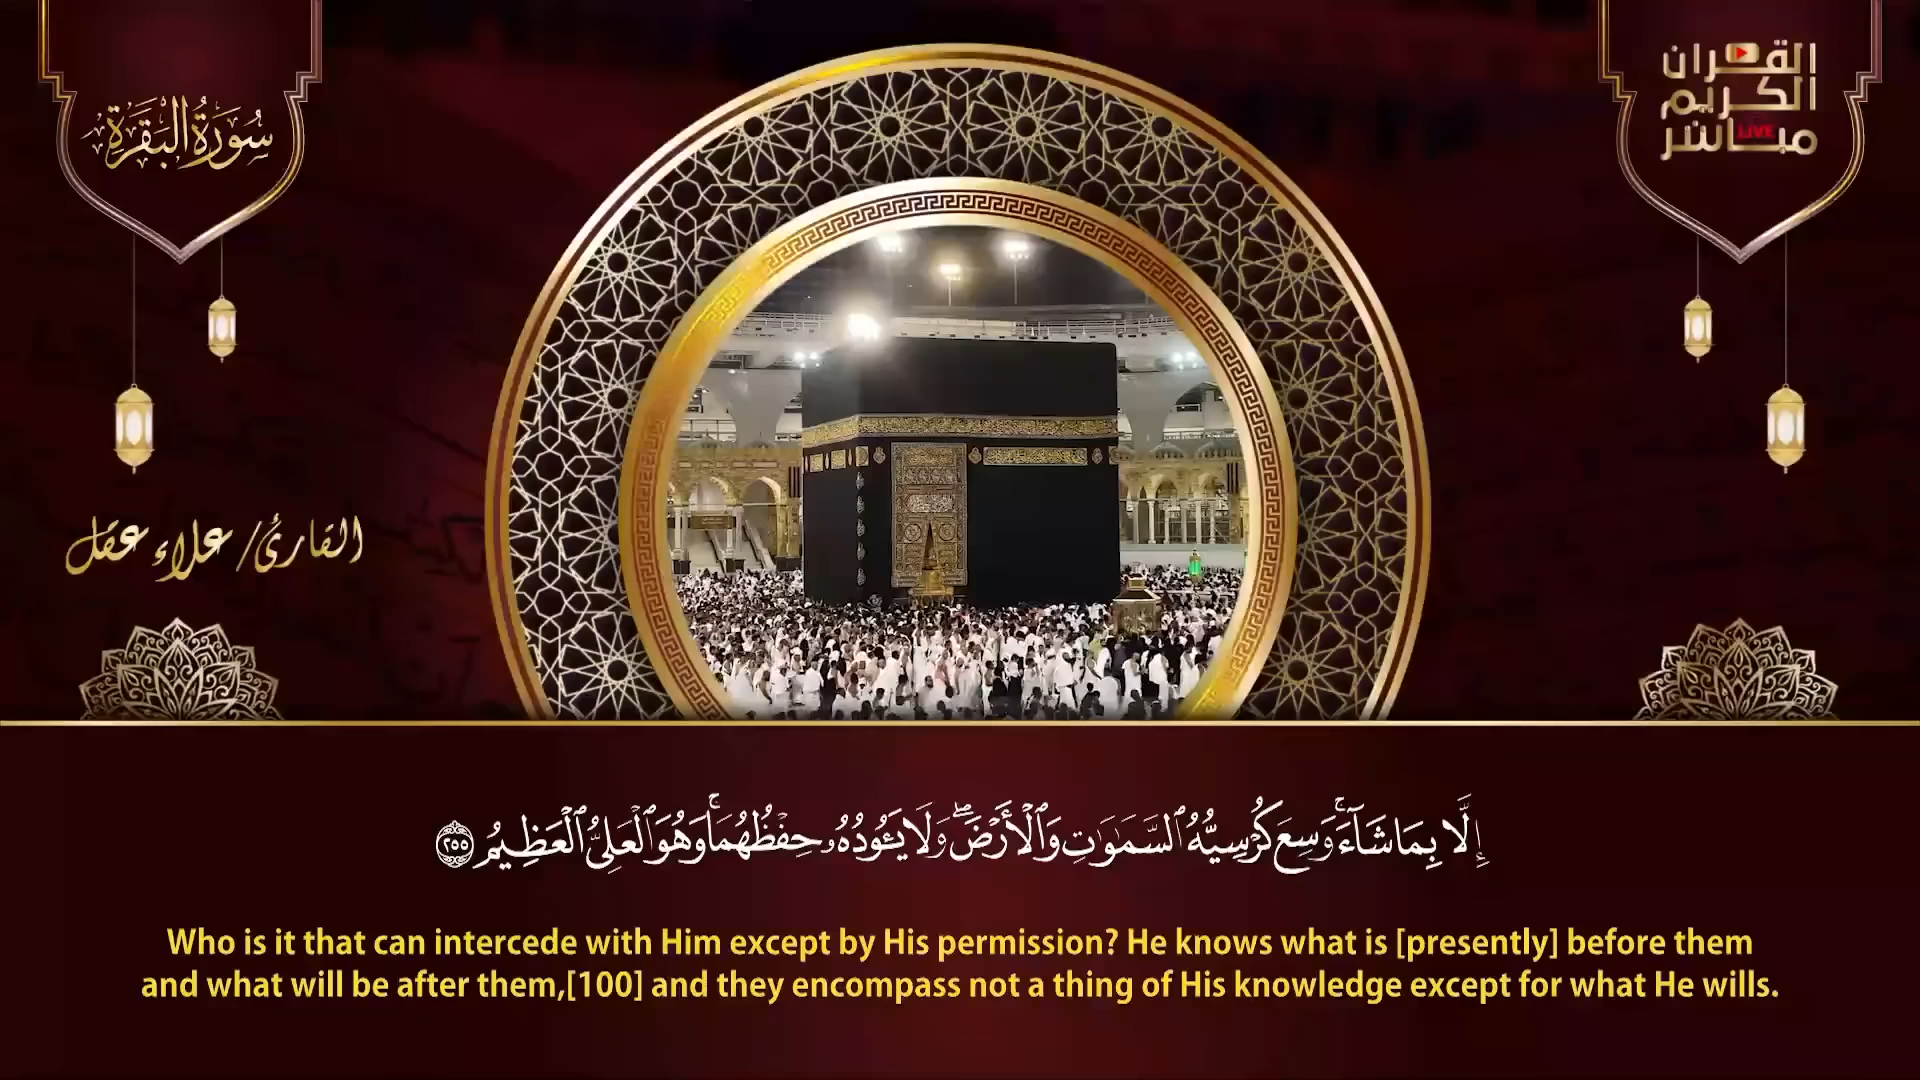 سُورَةُ البَقَرَةِ
القرآن
الكريم
مباشر
LIVE
القارئ/ علاء عقل
إِلَّا بِمَا شَآءَۚ وَسِعَ كُرْسِيُّهُ ٱلسَّمَٰوَٰتِ وَٱلْأَرْضَۖ وَلَا يَـُٔودُهُۥ حِفْظُهُمَاۚ وَهُوَ ٱلْعَلِىُّ ٱلْعَظِيمُ ٢٥٥
Who is it that can intercede with Him except by His permission? He knows what is [presently] before them
and what will be after them,[100] and they encompass not a thing of His knowledge except for what He wills.